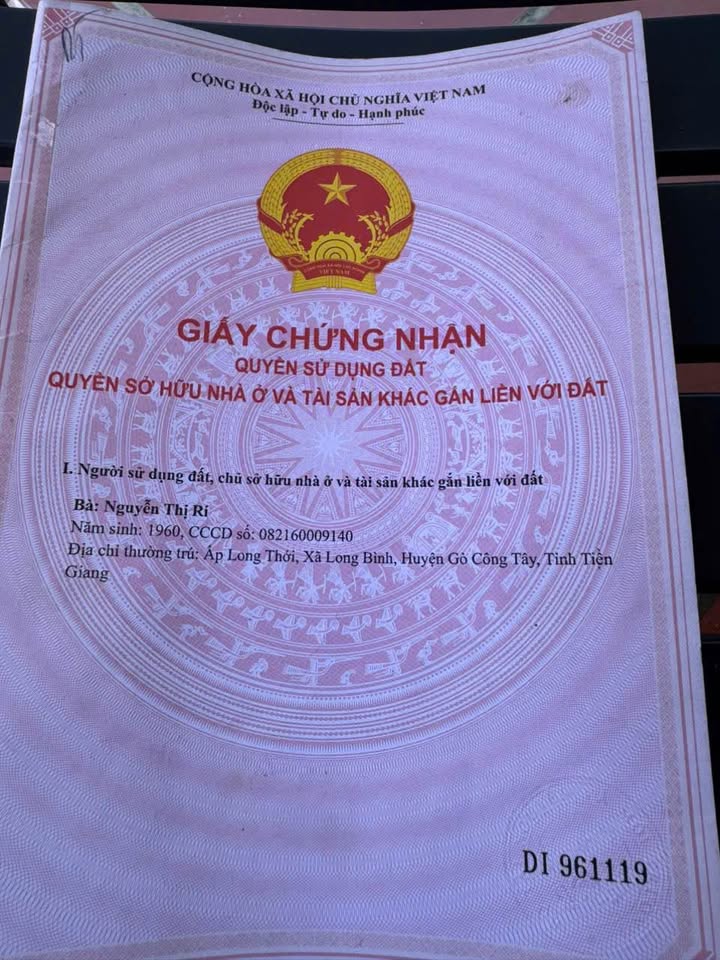 CỘNG HÒA XÃ HỘI CHỦ NGHĨA VIỆT NAM
Độc lập - Tự do - Hạnh phúc
VIỆT NAM
GIẤY CHỨNG NHẬN
QUYỀN SỬ DỤNG ĐẤT
QUYỀN SỞ HỮU NHÀ Ở VÀ TÀI SẢN KHÁC GẮN LIỀN VỚI ĐẤT
I. Người sử dụng đất, chủ sở hữu nhà ở và tài sản khác gắn liền với đất
Bà: Nguyễn Thị Rí
Năm sinh: 1960, CCCD số: 082160009140
Địa chỉ thường trú: Ấp Long Thới, Xã Long Bình, Huyện Gò Công Tây, Tỉnh Tiền
Giang
DI 961119